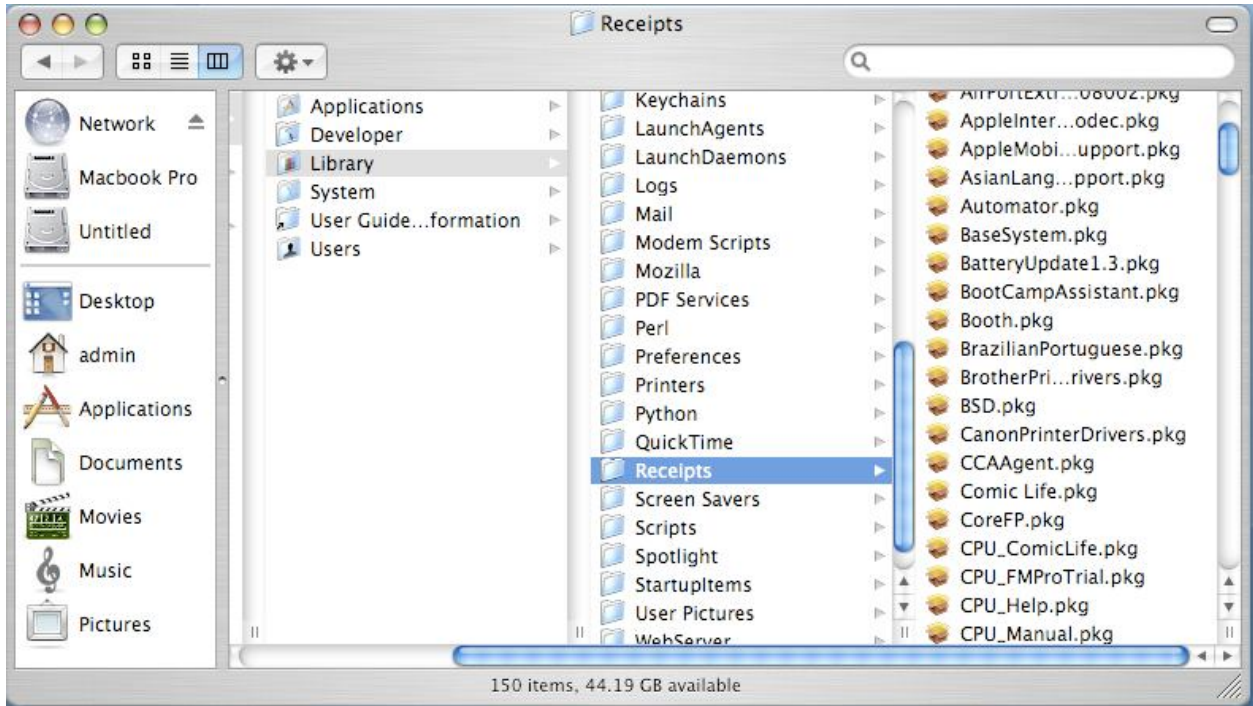 Receipts
Network
Macbook Pro
Untitled
Desktop
admin
Applications
Documents
Movies
Music
Pictures
Applications
Developer
Library
System
User Guide...formation
Users
Keychains
LaunchAgents
LaunchDaemons
Logs
Mail
Modem Scripts
Mozilla
PDF Services
Perl
Preferences
Printers
Python
QuickTime
Receipts
Screen Savers
Scripts
Spotlight
StartupItems
User Pictures
WebServer
AirPortExtr...08002.pkg
AppleInter...odec.pkg
AppleMobi...upport.pkg
AsianLang...pport.pkg
Automator.pkg
BaseSystem.pkg
BatteryUpdate1.3.pkg
BootCampAssistant.pkg
Booth.pkg
BrazilianPortuguese.pkg
BrotherPri...rivers.pkg
BSD.pkg
CanonPrinterDrivers.pkg
CCAAgent.pkg
Comic Life.pkg
CoreFP.pkg
CPU_ComicLife.pkg
CPU_FMProTrial.pkg
CPU_Help.pkg
CPU_Manual.pkg
150 items, 44.19 GB available